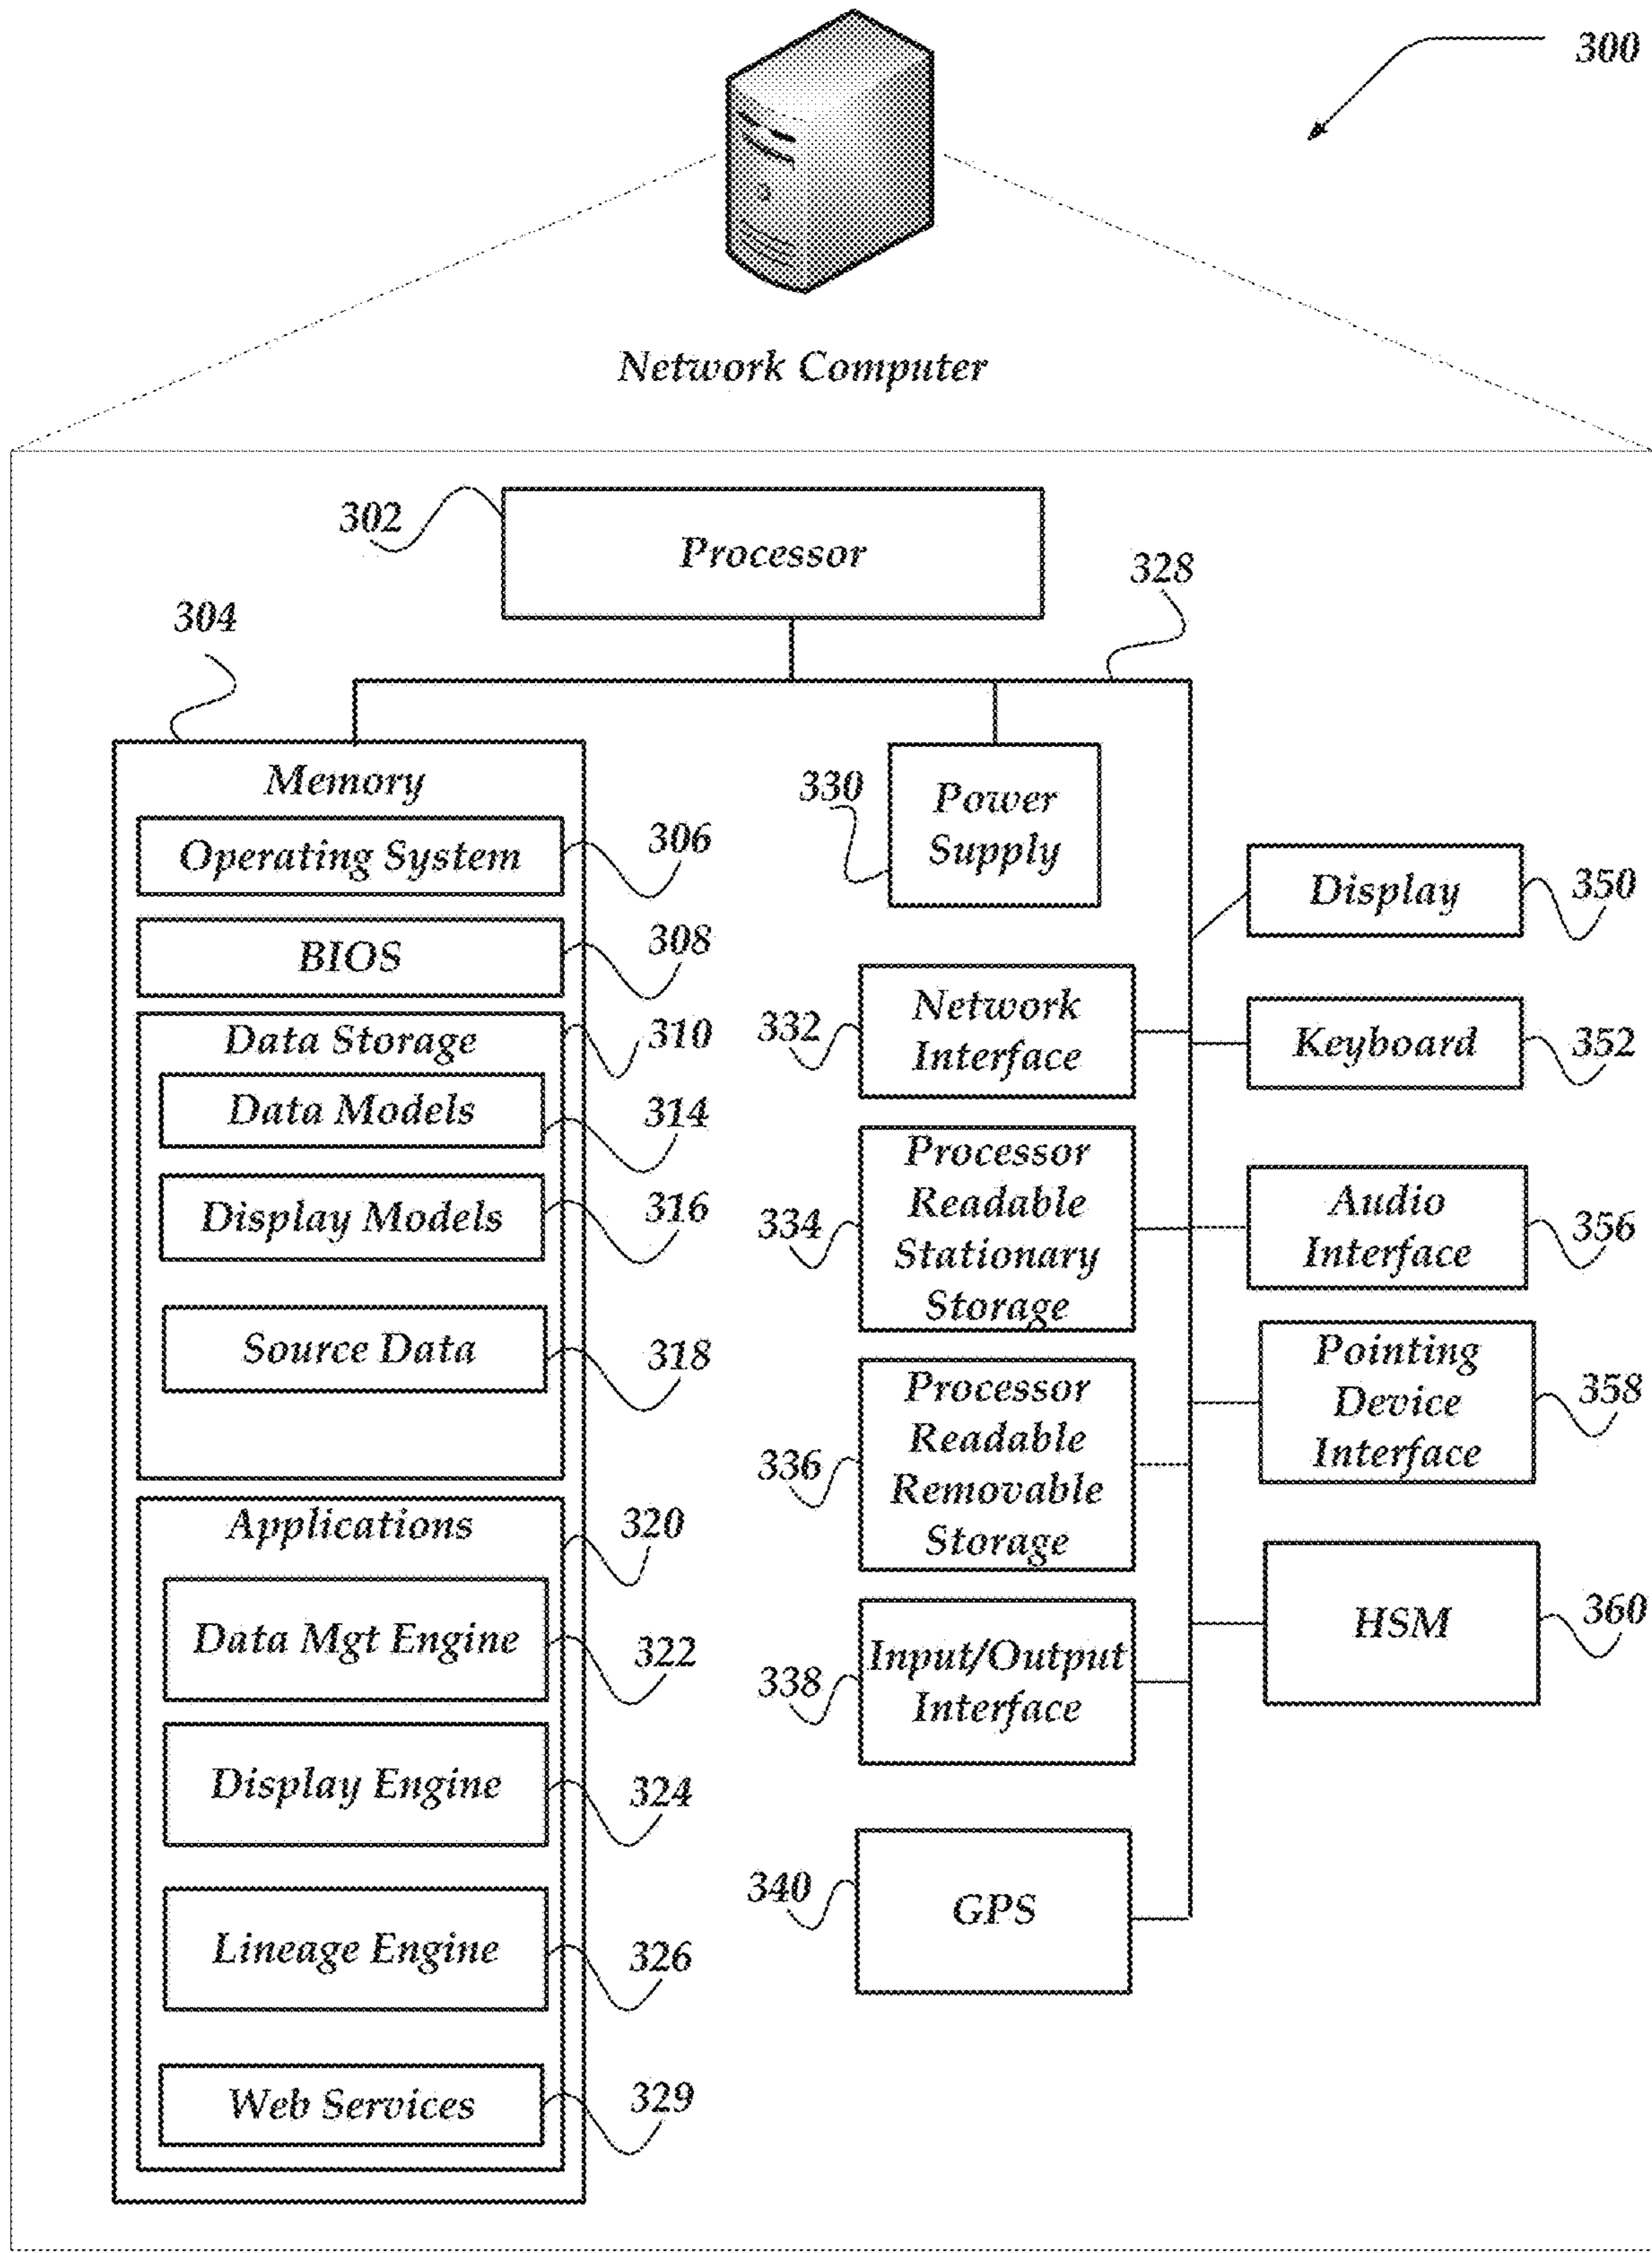 300
Network Computer
302
Processor
328
304
Memory
Operating System
306
BIOS
308
Data Storage
310
Data Models
314
Display Models
316
Source Data
318
Applications
320
Data Mgt Engine
322
Display Engine
324
Lineage Engine
326
Web Services
329
330
Power
Supply
332
Network
Interface
334
Processor
Readable
Stationary
Storage
336
Processor
Readable
Removable
Storage
338
Input/Output
Interface
340
GPS
Display
350
Keyboard
352
Audio
Interface
356
Pointing
Device
Interface
358
HSM
360